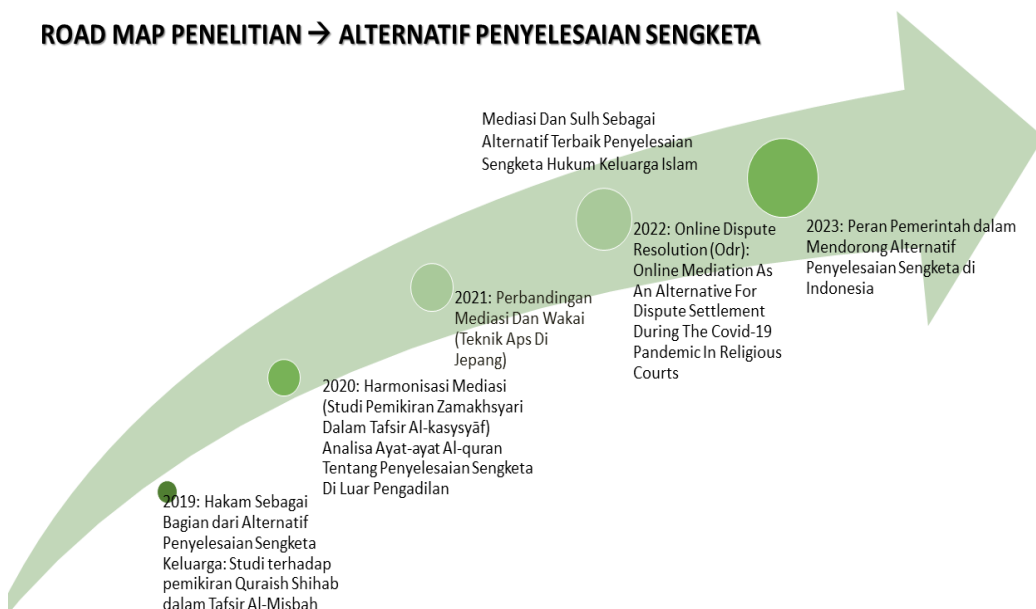 ROAD MAP PENELITIAN → ALTERNATIF PENYELESAIAN SENGKETA
Mediasi Dan Sulh Sebagai
Alternatif Terbaik Penyelesaian
Sengketa Hukum Keluarga Islam
2019: Hakam Sebagai
Bagian dari Alternatif
Penyelesaian Sengketa
Keluarga: Studi terhadap
pemikiran Quraish Shihab
dalam Tafsir Al-Misbah
2020: Harmonisasi Mediasi
(Studi Pemikiran Zamakhsyari
Dalam Tafsir Al-kasysyāf)
Analisa Ayat-ayat Al-quran
Tentang Penyelesaian Sengketa
Di Luar Pengadilan
2021: Perbandingan
Mediasi Dan Wakai
(Teknik Aps Di
Jepang)
2022: Online Dispute
Resolution (Odr):
Online Mediation As
An Alternative For
Dispute Settlement
During The Covid-19
Pandemic In Religious
Courts
2023: Peran Pemerintah dalam
Mendorong Alternatif
Penyelesaian Sengketa di
Indonesia